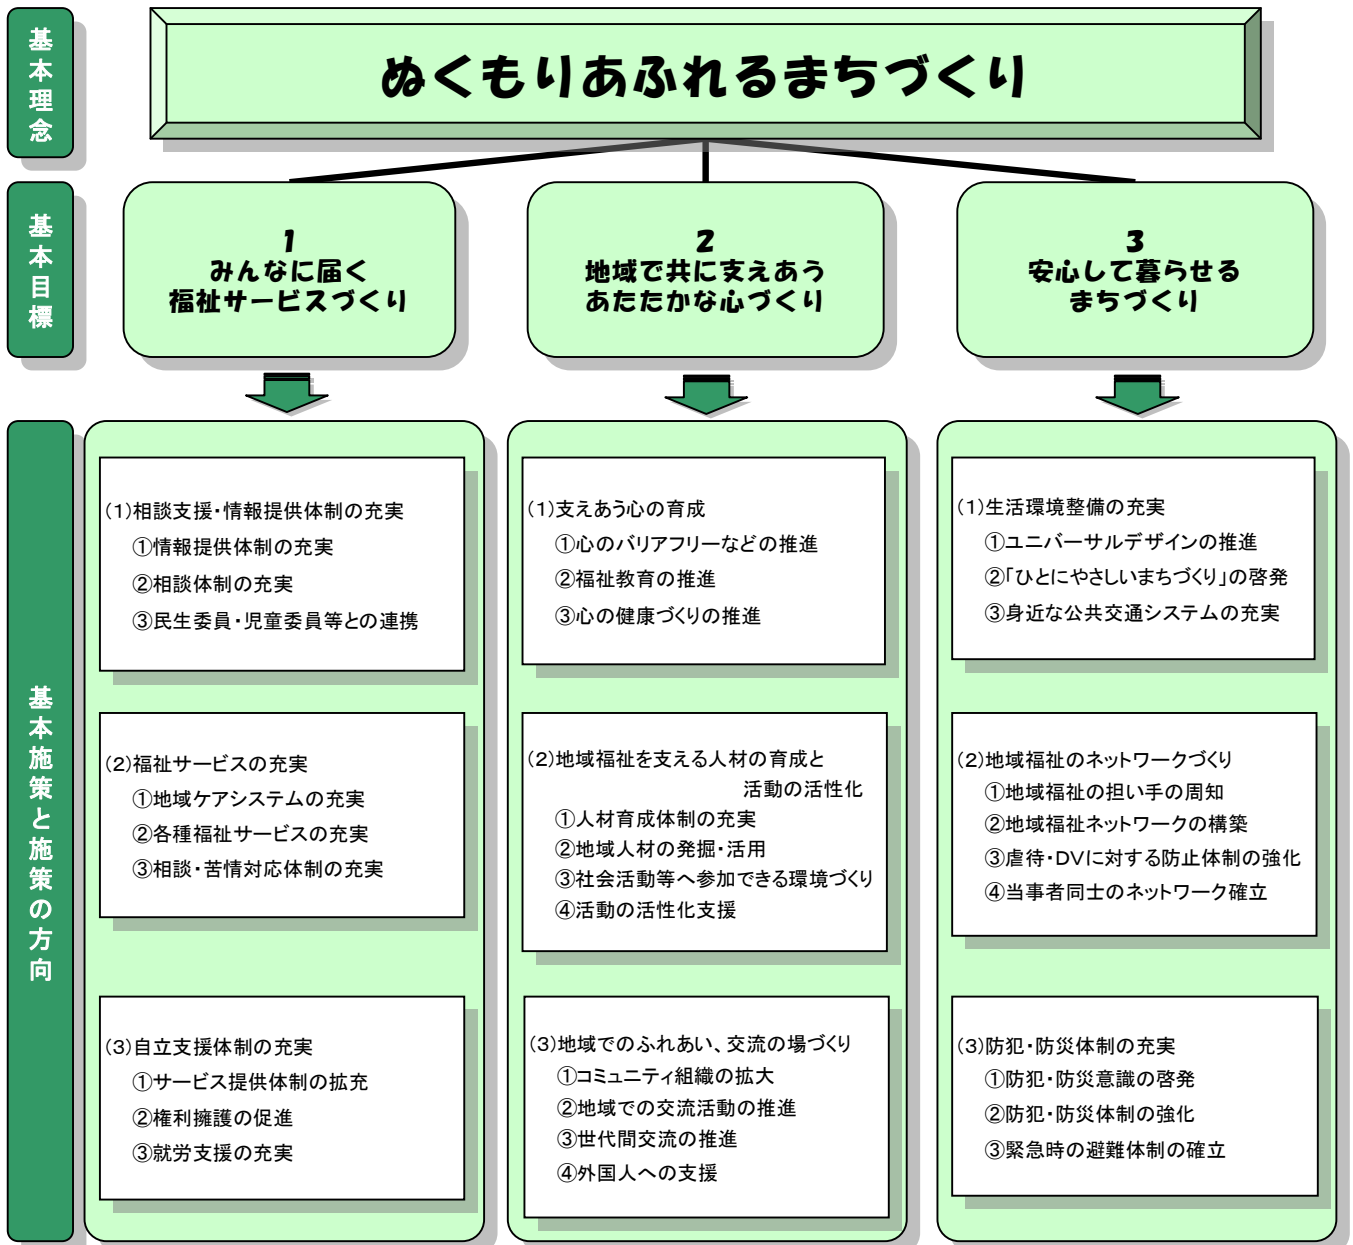 基本理念
ぬくもりあふれるまちづくり
基本目標
1
みんなに届く
福祉サービスづくり
2
地域で共に支えあう
あたたかな心づくり
3
安心して暮らせる
まちづくり
基本施策と施策の方向
(1)相談支援・情報提供体制の充実
①情報提供体制の充実
②相談体制の充実
③民生委員・児童委員等との連携
(2)福祉サービスの充実
①地域ケアシステムの充実
②各種福祉サービスの充実
③相談・苦情対応体制の充実
(3)自立支援体制の充実
①サービス提供体制の拡充
②権利擁護の促進
③就労支援の充実
(1)支えあう心の育成
①心のバリアフリーなどの推進
②福祉教育の推進
③心の健康づくりの推進
(2)地域福祉を支える人材の育成と
活動の活性化
①人材育成体制の充実
②地域人材の発掘・活用
③社会活動等へ参加できる環境づくり
④活動の活性化支援
(3)地域でのふれあい、交流の場づくり
①コミュニティ組織の拡大
②地域での交流活動の推進
③世代間交流の推進
④外国人への支援
(1)生活環境整備の充実
①ユニバーサルデザインの推進
②「ひとにやさしいまちづくり」の啓発
③身近な公共交通システムの充実
(2)地域福祉のネットワークづくり
①地域福祉の担い手の周知
②地域福祉ネットワークの構築
③虐待・DVに対する防止体制の強化
④当事者同士のネットワーク確立
(3)防犯・防災体制の充実
①防犯・防災意識の啓発
②防犯・防災体制の強化
③緊急時の避難体制の確立